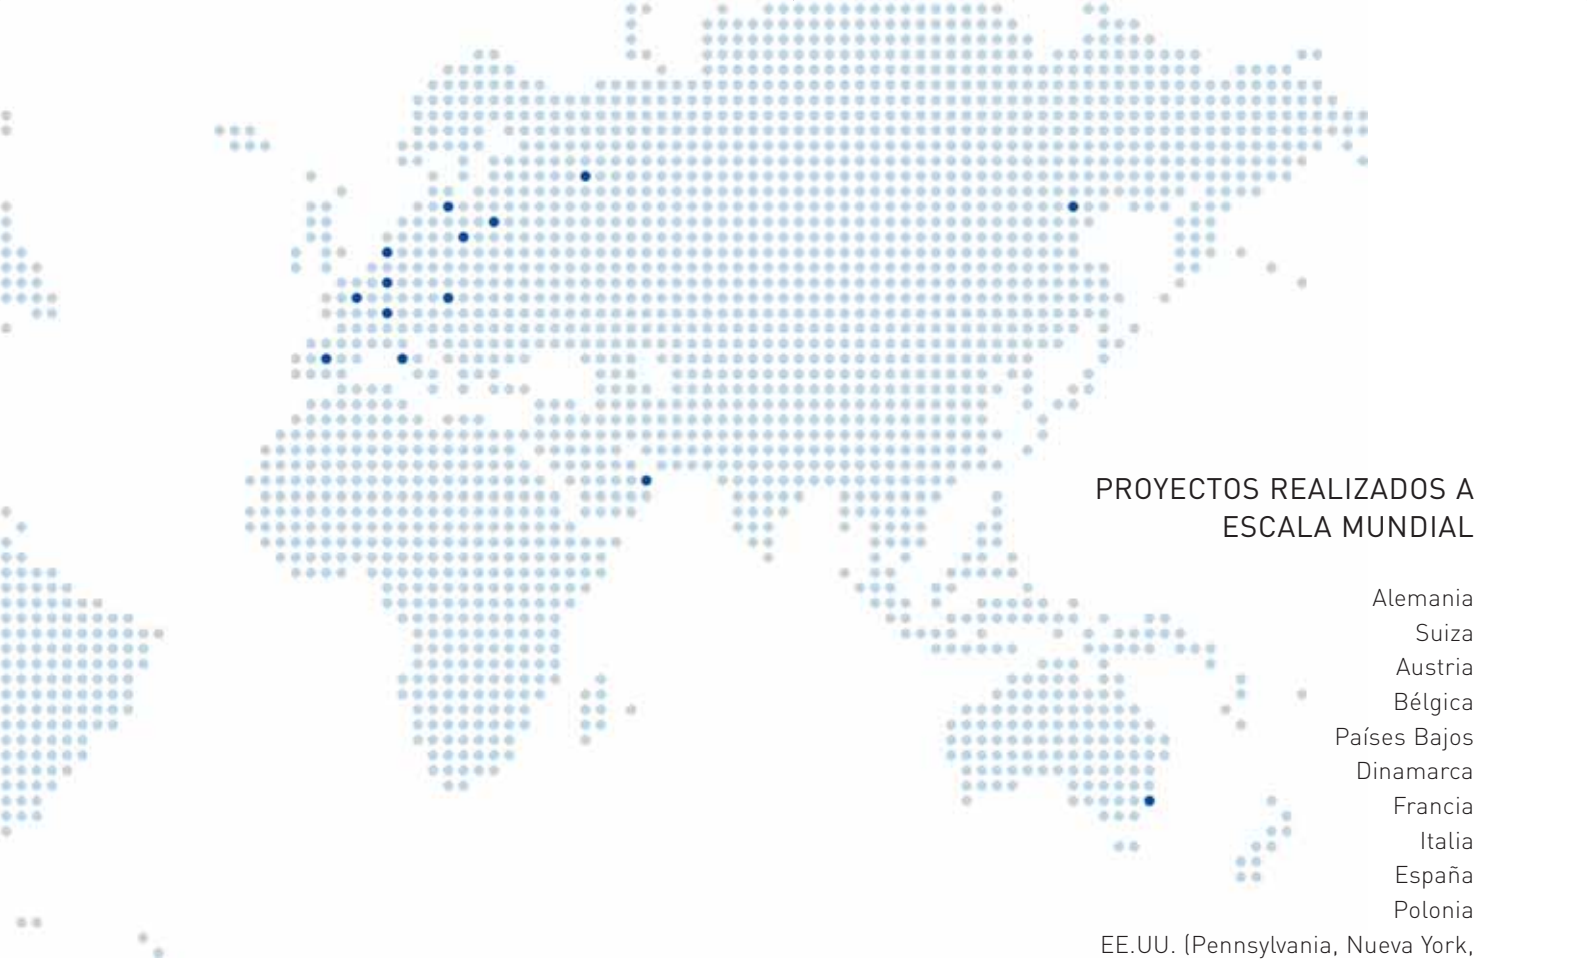 PROYECTOS REALIZADOS A
ESCALA MUNDIAL
Alemania
Suiza
Austria
Bélgica
Países Bajos
Dinamarca
Francia
Italia
España
Polonia
EE.UU. (Pennsylvania, Nueva York,